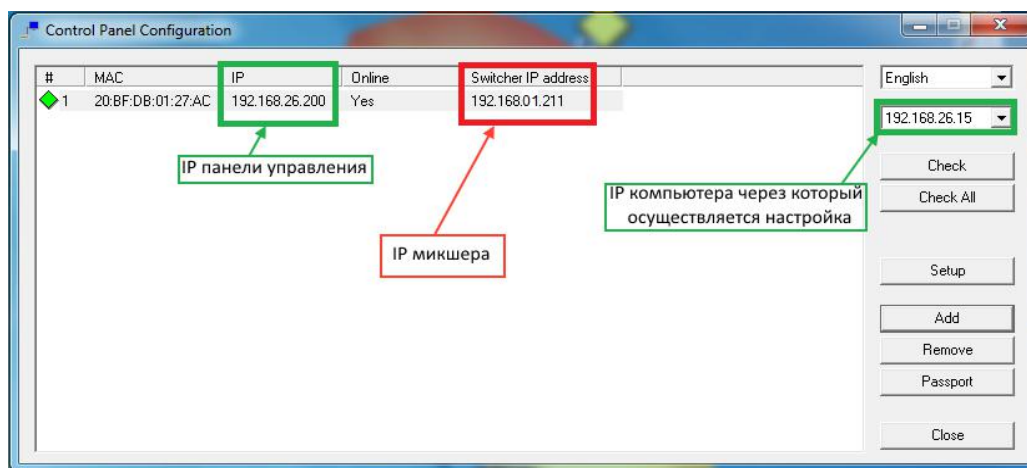 Control Panel Configuration
# MAC IP Online Switcher IP address
1 20:BF:DB:01:27:AC 192.168.26.200 Yes 192.168.01.211
English
192.168.26.15
IP панели управления
IP компьютера через который
осуществляется настройка
IP микшера
Check
Check All
Setup
Add
Remove
Passport
Close